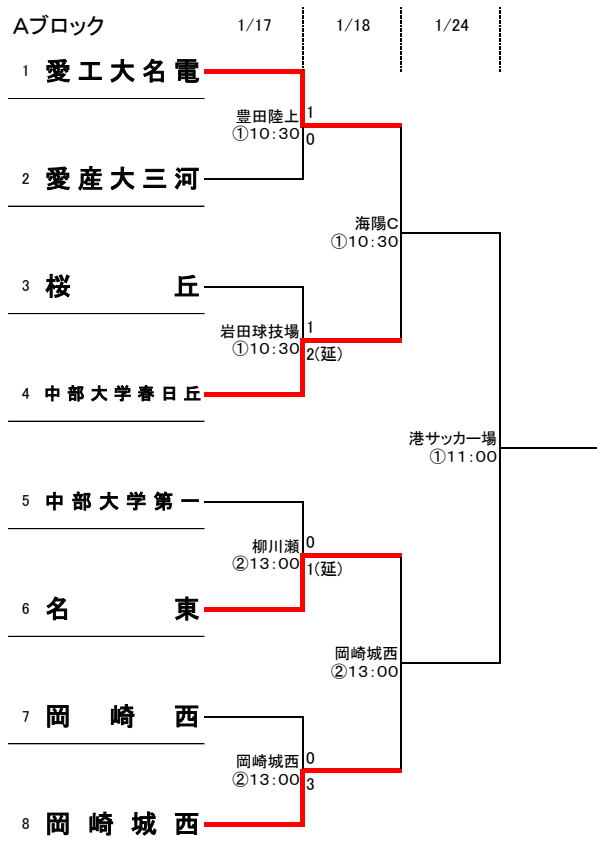 Aブロック 1/17 1/18 1/24
1 愛工大名電
豊田陸上 1
①10:30 0
2 愛産大三河
海陽C
①10:30
3 桜丘
岩田球技場 1
①10:30 2(延)
4 中部大学春日丘
港サッカー場
①11:00
5 中部大学第一
柳川瀬 0
②13:00 1(延)
6 名東
岡崎城西
②13:00
7 岡崎西
岡崎城西 0
②13:00 3
8 岡崎城西